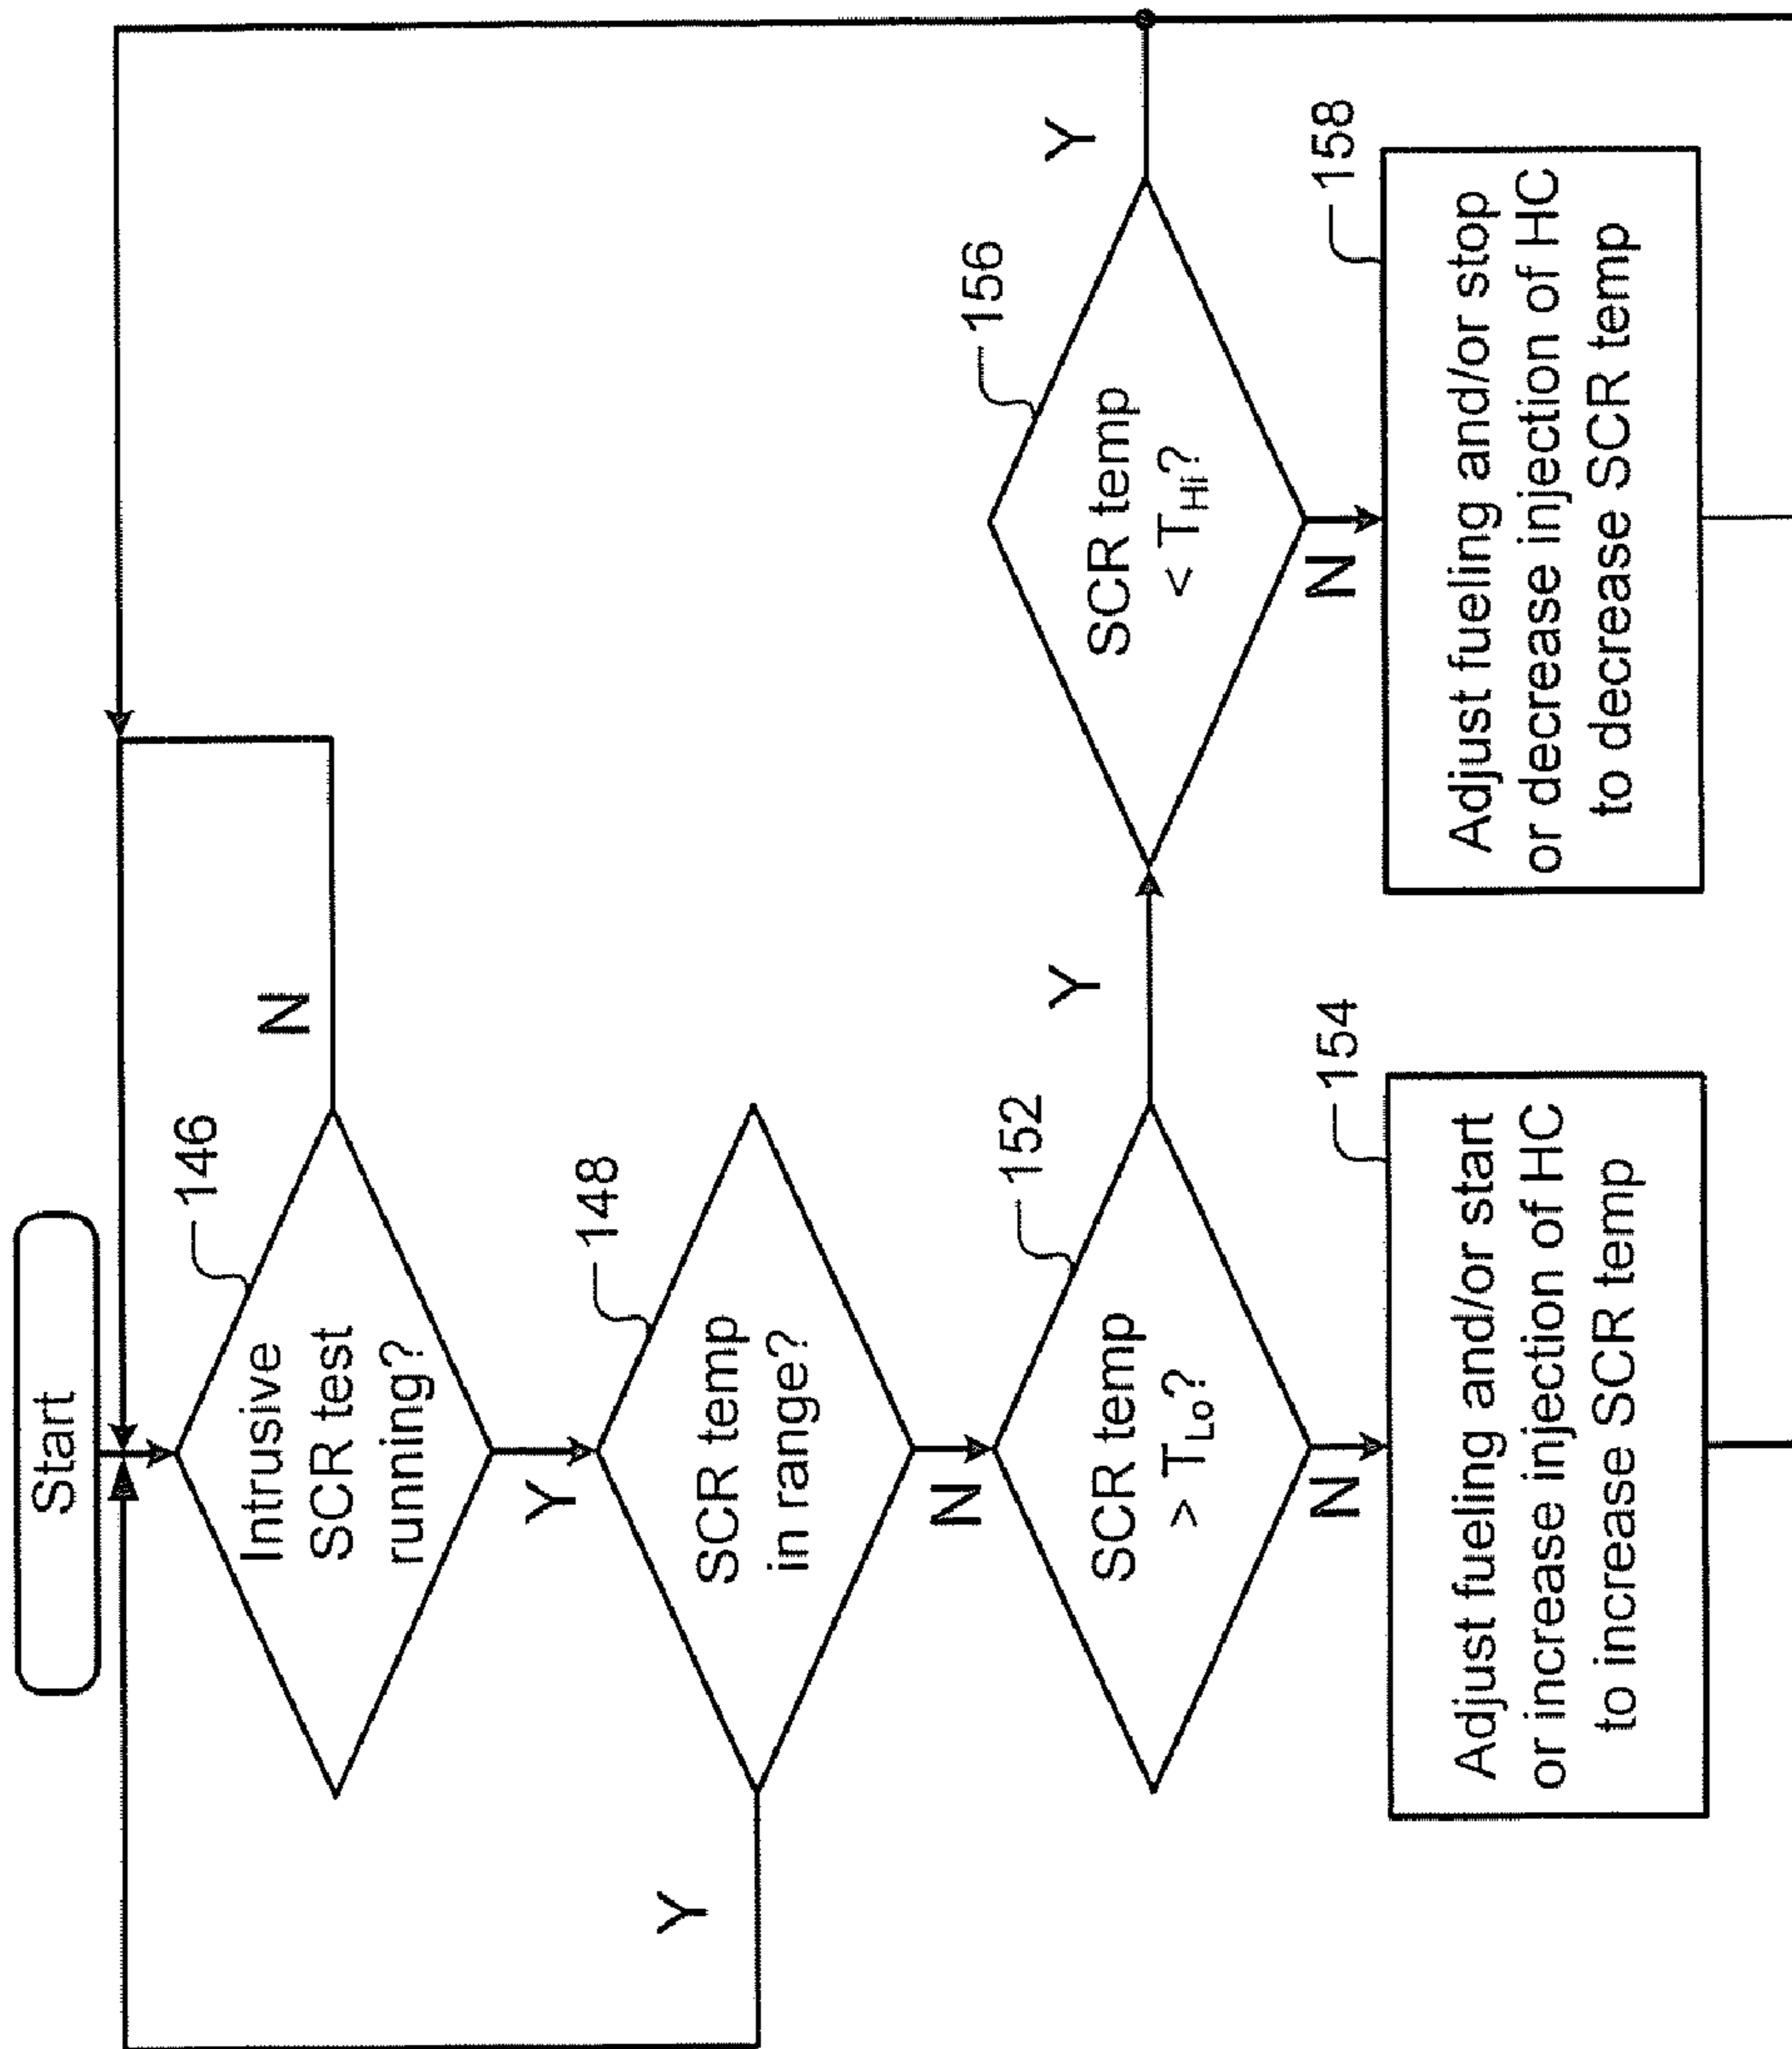 Start
146
Intrusive
SCR test
running?
N
Y
148
SCR temp
in range?
Y
N
152
SCR temp
> T_Lo?
Y
N
156
SCR temp
< T_Hi?
Y
N
154
Adjust fueling and/or start
or increase injection of HC
to increase SCR temp
158
Adjust fueling and/or stop
or decrease injection of HC
to decrease SCR temp